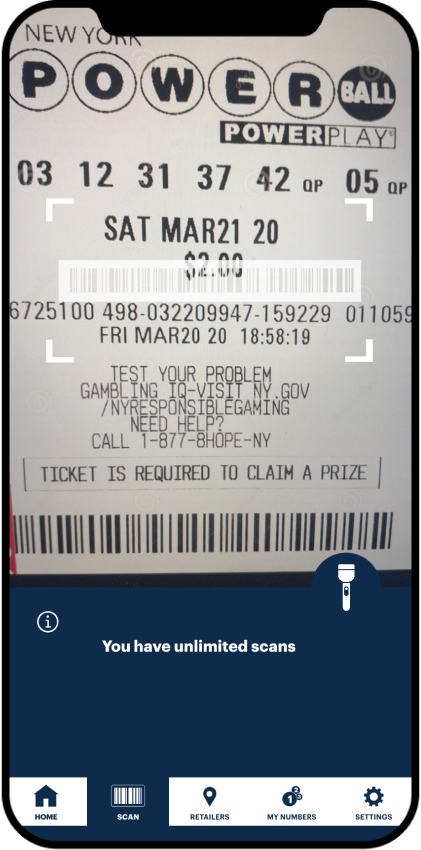 NEW YORK
POWER BALL
POWERPLAY®
03 12 31 37 42 QP 05 QP
SAT MAR21 20
$2.00
6725100 498-032209947-159229 011059
FRI MAR20 20 18:58:19
TEST YOUR PROBLEM
GAMBLING IQ-VISIT NY.GOV
/NYRESPONSIBLEGAMING
NEED HELP?
CALL 1-877-8HOPE-NY
TICKET IS REQUIRED TO CLAIM A PRIZE
You have unlimited scans
HOME SCAN RETAILERS MY NUMBERS SETTINGS